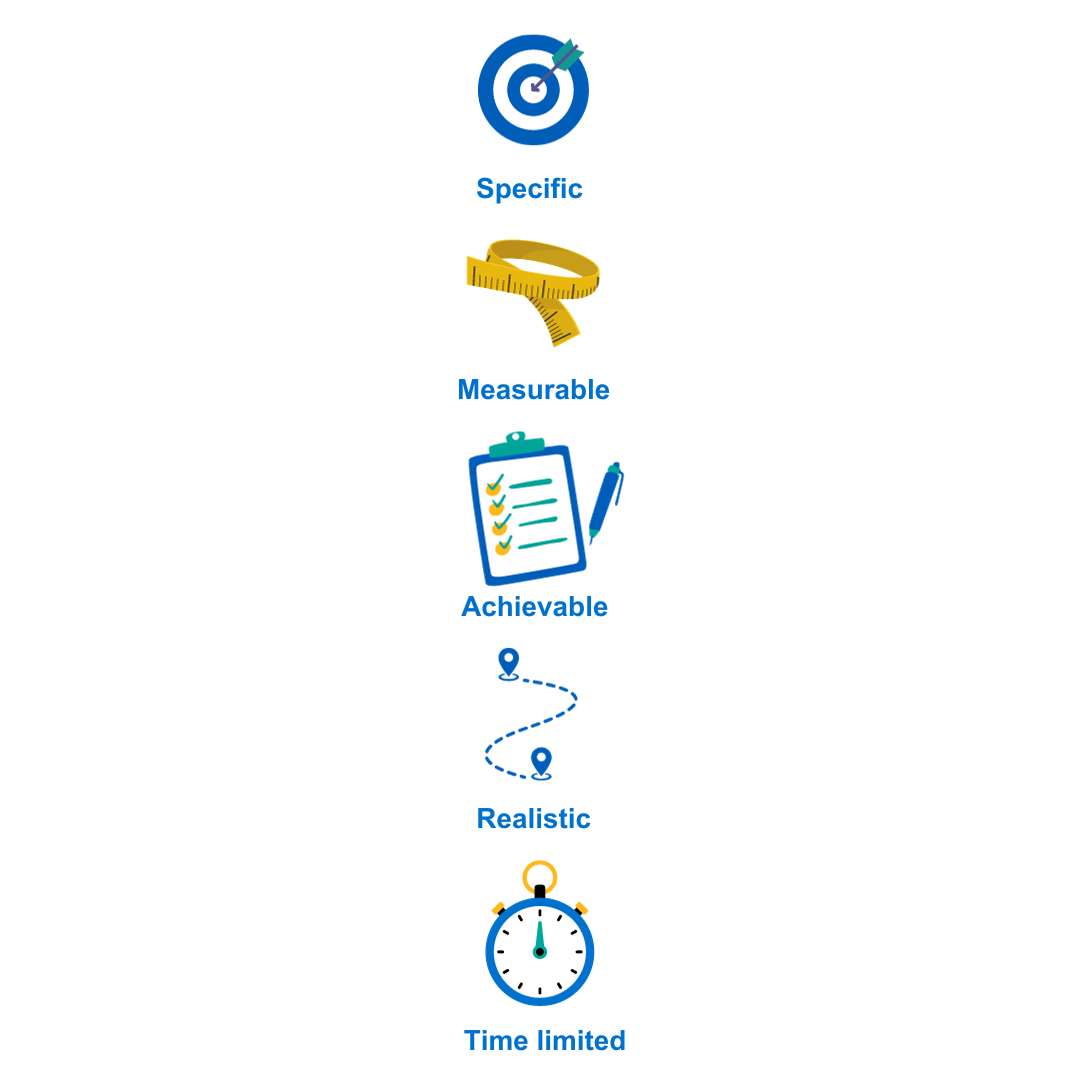 Specific
Measurable
Achievable
Realistic
Time limited